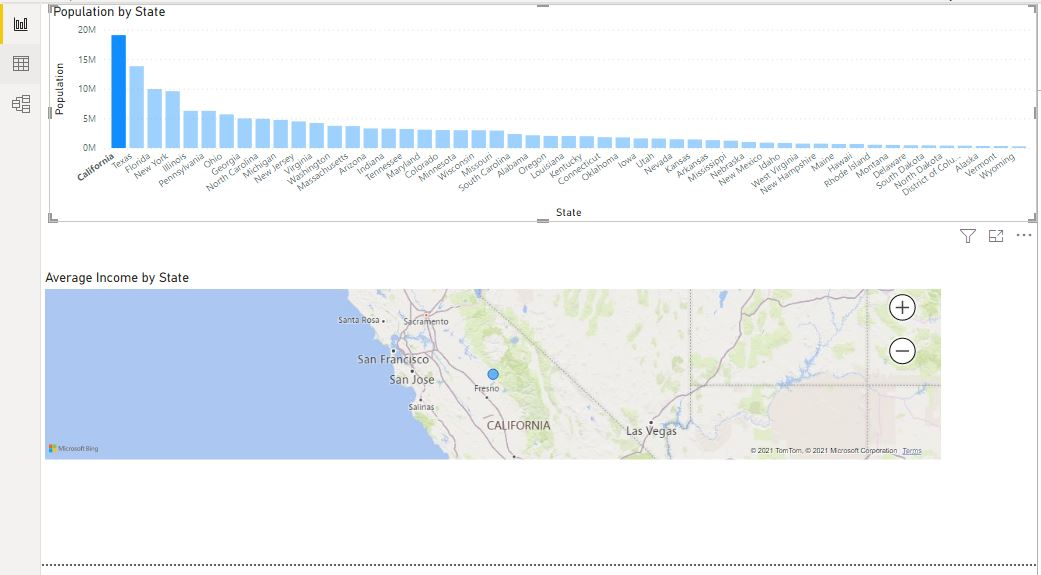 Population by State
20M
15M
10M
5M
0M
Population
California
Texas
Florida
New York
Illinois
Pennsylvania
Ohio
Georgia
North Carolina
Michigan
New Jersey
Virginia
Washington
Massachusetts
Arizona
Indiana
Tennessee
Maryland
Colorado
Minnesota
Wisconsin
Missouri
South Carolina
Alabama
Oregon
Louisiana
Kentucky
Connecticut
Oklahoma
Iowa
Utah
Nevada
Kansas
Arkansas
Mississippi
Nebraska
New Mexico
Idaho
West Virginia
New Hampshire
Maine
Hawaii
Rhode Island
Montana
Delaware
South Dakota
North Dakota
District of Colu...
Alaska
Vermont
Wyoming
State
Average Income by State
Santa Rosa
Sacramento
San Francisco
San Jose
Fresno
Salinas
CALIFORNIA
Las Vegas
Microsoft Bing
© 2021 TomTom, © 2021 Microsoft Corporation Terms